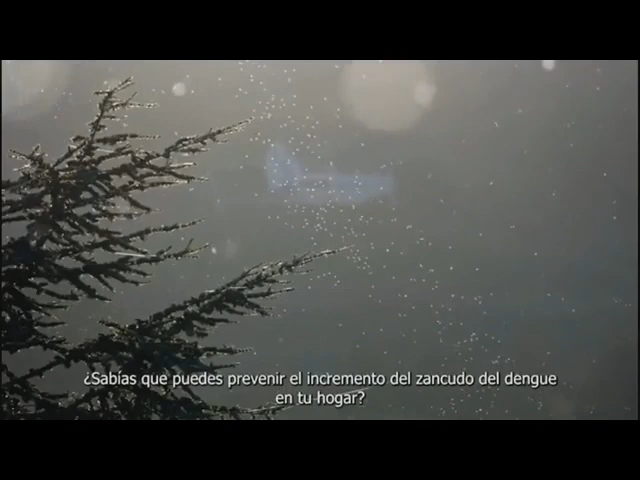 ¿Sabías que puedes prevenir el incremento del zancudo del dengue
en tu hogar?